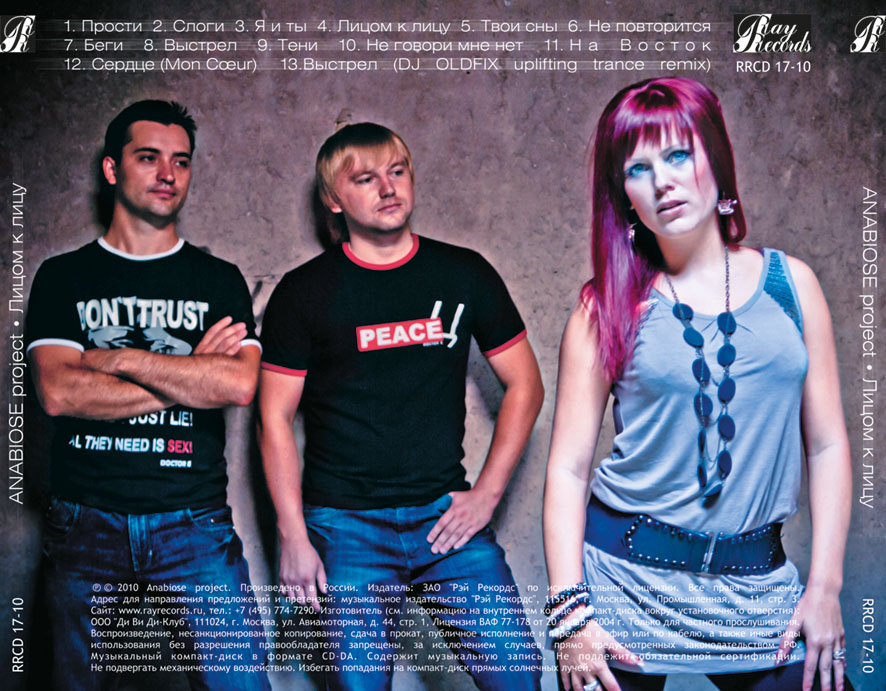 1. Прости 2. Слоги 3. Я и ты 4. Лицом к лицу 5. Твои сны 6. Не повторится
7. Беги 8. Выстрел 9. Тени 10. Не говори мне нет 11. На Восток
12. Сердце (Mon Cœur) 13.Выстрел (DJ OLDFIX uplifting trance remix)
Ray
Records
RRCD 17-10
ANABIOSE project • Лицом к лицу
RRCD 17-10
DON'T TRUST
JUST LIE!
AL THEY NEED IS SEX!
DOCTOR E
PEACE
ANABIOSE project • Лицом к лицу
RRCD 17-10
℗ © 2010 Anabiose project. Произведено в России. Издатель: ЗАО "Рэй Рекордс" по исключительной лицензии. Все права защищены.
Адрес для направления предложений и претензий: музыкальное издательство "Рэй Рекордс", 115516, г. Москва, ул. Промышленная, д. 11 стр. 3.
Сайт: www.rayrecords.ru, тел.: +7 (495) 774-7290. Изготовитель (см. информацию на внутреннем кольце компакт-диска вокруг установочного отверстия):
ООО "Ди Ви Ди-Клуб", 111024, г. Москва, ул. Авиамоторная, д. 44, стр. 1. Лицензия ВАФ 77-178 от 20 января 2004 г. Только для частного прослушивания.
Воспроизведение, несанкционированное копирование, сдача в прокат, публичное исполнение и передача в эфир или по кабелю, а также иные виды
использования без разрешения правообладателя запрещены, за исключением случаев, прямо предусмотренных законодательством РФ.
Музыкальный компакт-диск в формате CD-DA. Содержит музыкальную запись. Не подлежит обязательной сертификации.
Не подвергать механическому воздействию. Избегать попадания на компакт-диск прямых солнечных лучей.